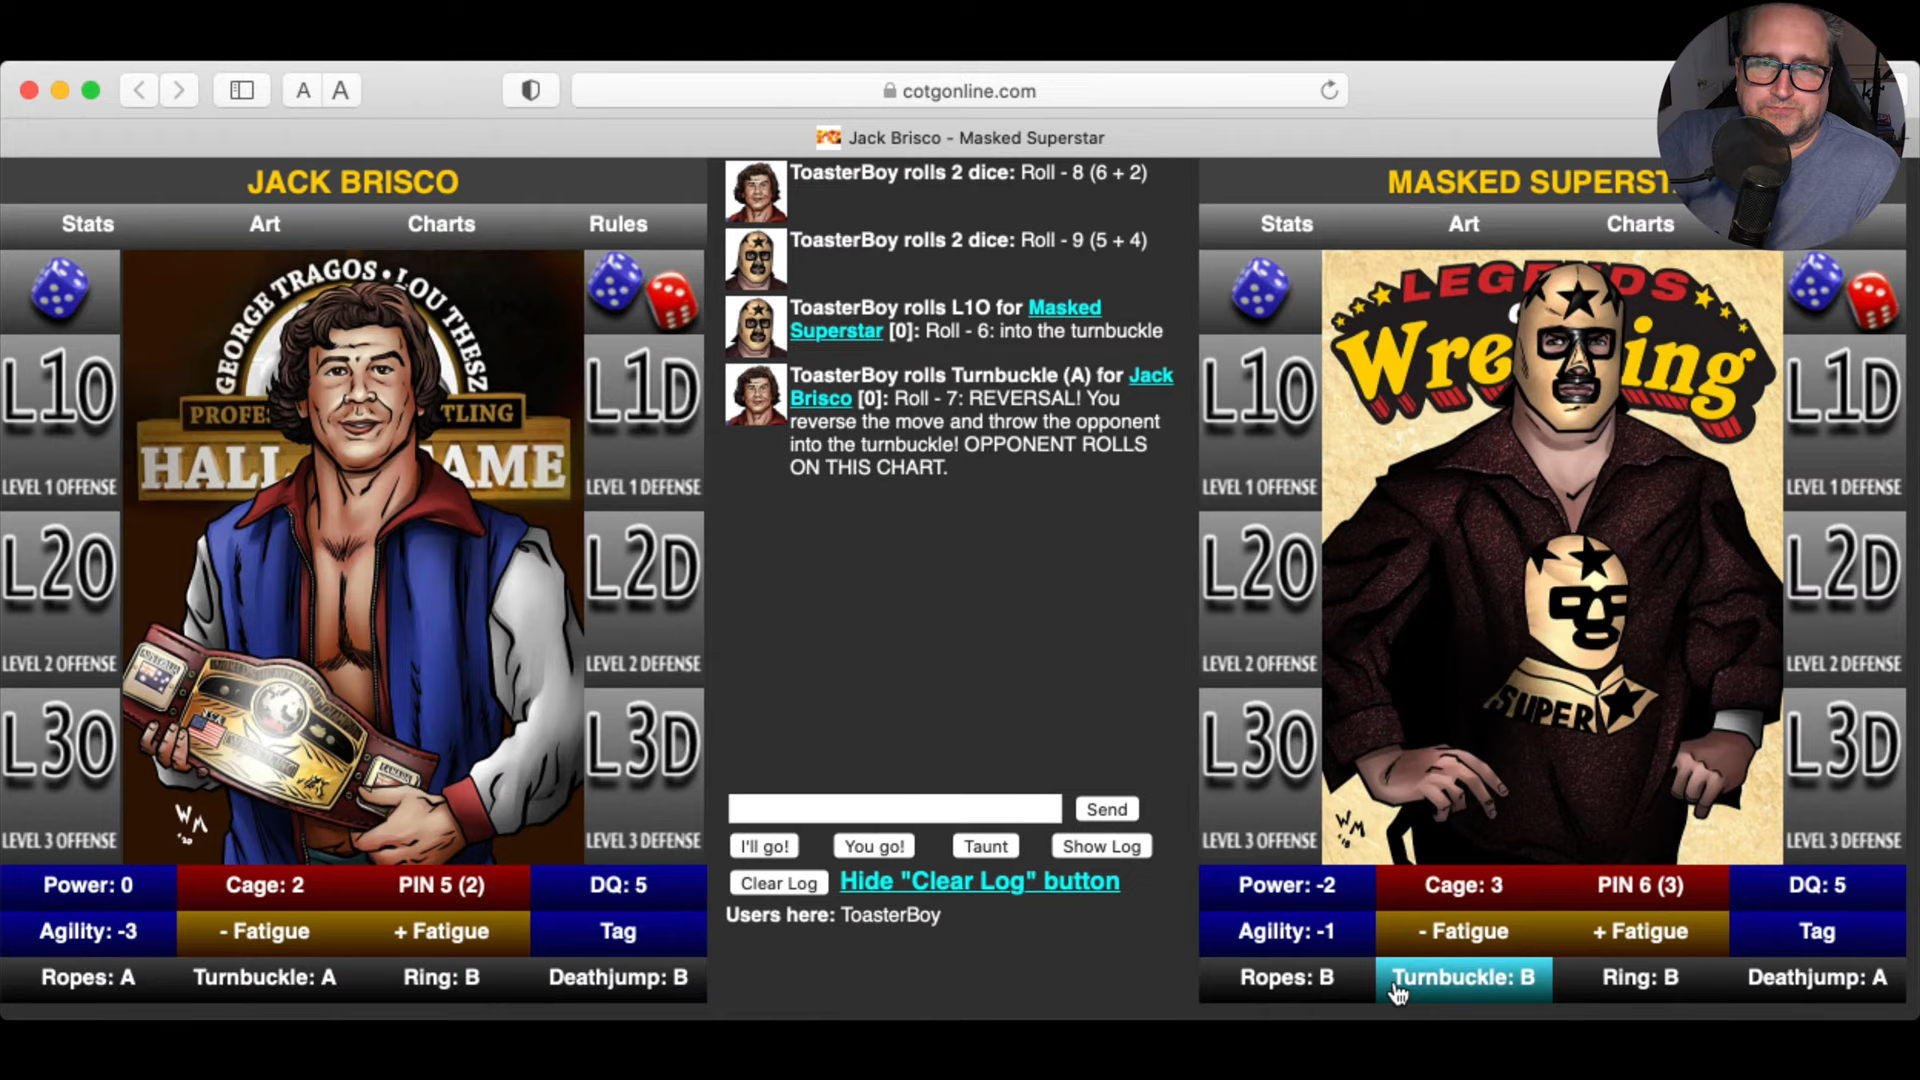 A A
cotgonline.com
Jack Brisco - Masked Superstar
JACK BRISCO
Stats Art Charts Rules
GEORGE TRAGOS • LOU THESZ
HALL
L1O
LEVEL 1 OFFENSE
L1D
LEVEL 1 DEFENSE
L2O
LEVEL 2 OFFENSE
L2D
LEVEL 2 DEFENSE
L3O
LEVEL 3 OFFENSE
L3D
LEVEL 3 DEFENSE
WM
Power: 0 Cage: 2 PIN 5 (2) DQ: 5
Agility: -3 - Fatigue + Fatigue Tag
Ropes: A Turnbuckle: A Ring: B Deathjump: B
ToasterBoy rolls 2 dice: Roll - 8 (6 + 2)
ToasterBoy rolls 2 dice: Roll - 9 (5 + 4)
ToasterBoy rolls L1O for Masked
Superstar [0]: Roll - 6: into the turnbuckle
ToasterBoy rolls Turnbuckle (A) for Jack
Brisco [0]: Roll - 7: REVERSAL! You
reverse the move and throw the opponent
into the turnbuckle! OPPONENT ROLLS
ON THIS CHART.
Send
I'll go! You go! Taunt Show Log
Clear Log Hide "Clear Log" button
Users here: ToasterBoy
MASKED SUPERST
Stats Art Charts
LEGENDS
Wre ing
SUPER
L1O
LEVEL 1 OFFENSE
L1D
LEVEL 1 DEFENSE
L2O
LEVEL 2 OFFENSE
L2D
LEVEL 2 DEFENSE
L3O
LEVEL 3 OFFENSE
L3D
LEVEL 3 DEFENSE
WM
Power: -2 Cage: 3 PIN 6 (3) DQ: 5
Agility: -1 - Fatigue + Fatigue Tag
Ropes: B Turnbuckle: B Ring: B Deathjump: A